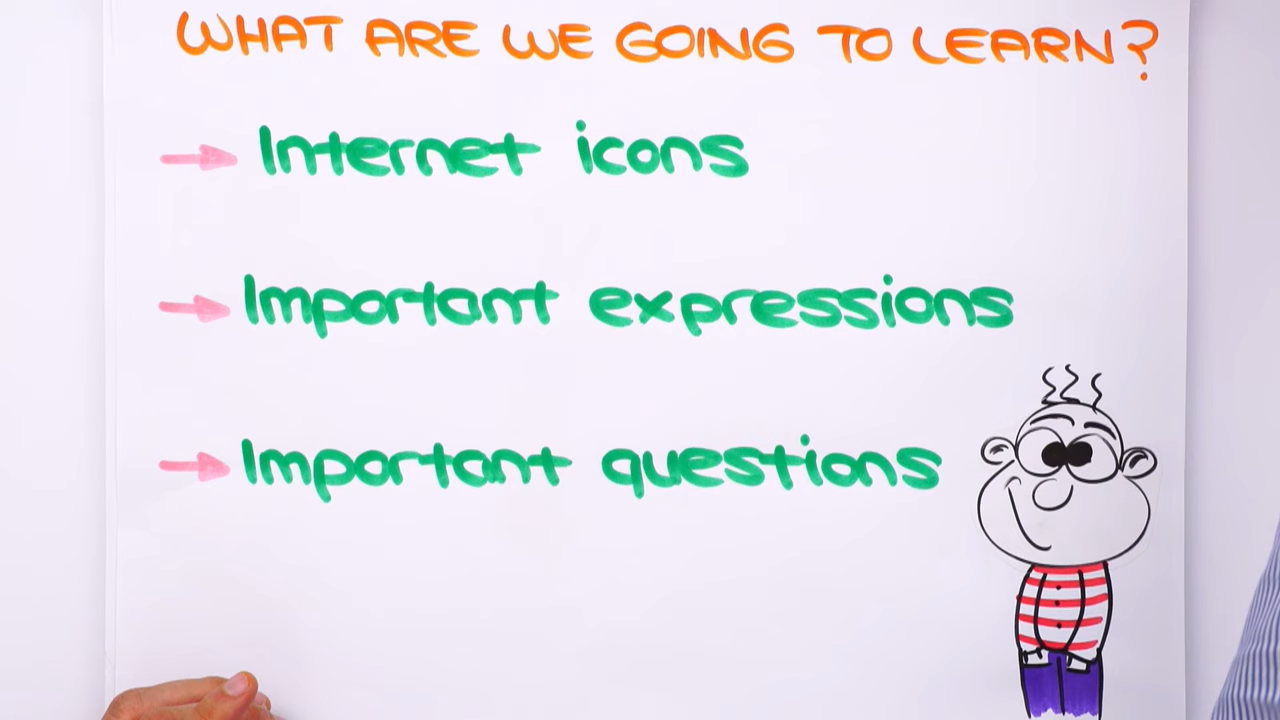 WHAT ARE WE GOING TO LEARN?
Internet icons
Important expressions
Important questions